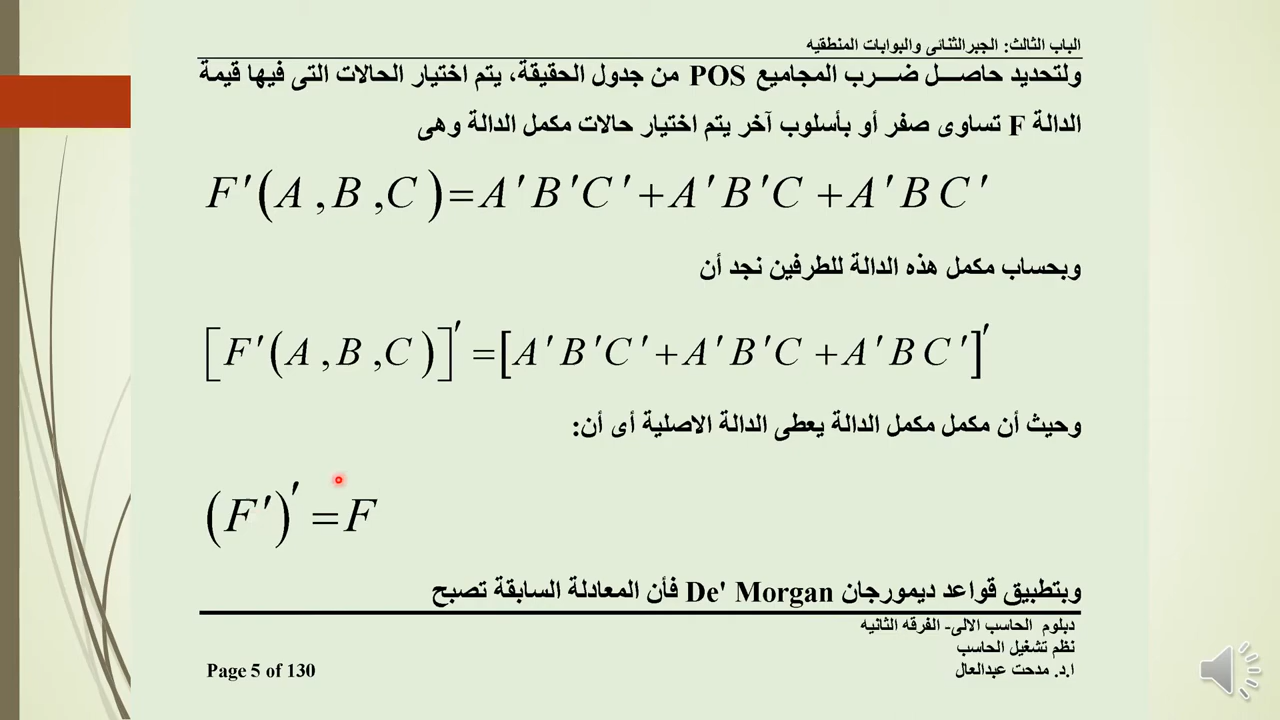 الباب الثالث: الجبرالثنائى والبوابات المنطقيه
ولتحديد حاصــل ضــرب المجاميع POS من جدول الحقيقة، يتم اختيار الحالات التى فيها قيمة
الدالة F تساوى صفر أو بأسلوب آخر يتم اختيار حالات مكمل الدالة وهى
F′(A,B,C)=A′B′C′+A′B′C+A′BC′
وبحساب مكمل هذه الدالة للطرفين نجد أن
[F′(A,B,C)]′=[A′B′C′+A′B′C+A′BC′]′
وحيث أن مكمل مكمل الدالة يعطى الدالة الاصلية أى أن:
(F′)′=F
وبتطبيق قواعد ديمورجان De' Morgan فأن المعادلة السابقة تصبح
دبلوم الحاسب الالى- الفرقه الثانيه
نظم تشغيل الحاسب
ا.د. مدحت عبدالعال
Page 5 of 130